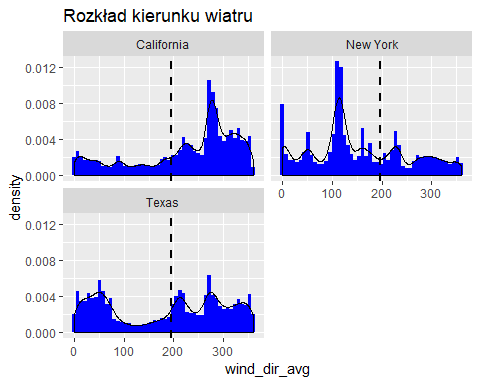 Rozkład kierunku wiatru
California
New York
0.012
0.008
0.004
0.000
0 100 200 300
Texas
0.012
0.008
0.004
0.000
0 100 200 300
density
wind_dir_avg